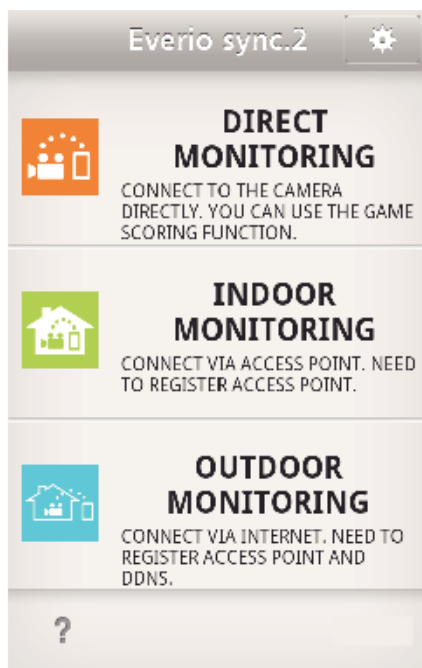 Everio sync.2
DIRECT
MONITORING
CONNECT TO THE CAMERA
DIRECTLY. YOU CAN USE THE GAME
SCORING FUNCTION.
INDOOR
MONITORING
CONNECT VIA ACCESS POINT. NEED
TO REGISTER ACCESS POINT.
OUTDOOR
MONITORING
CONNECT VIA INTERNET. NEED TO
REGISTER ACCESS POINT AND
DDNS.
?